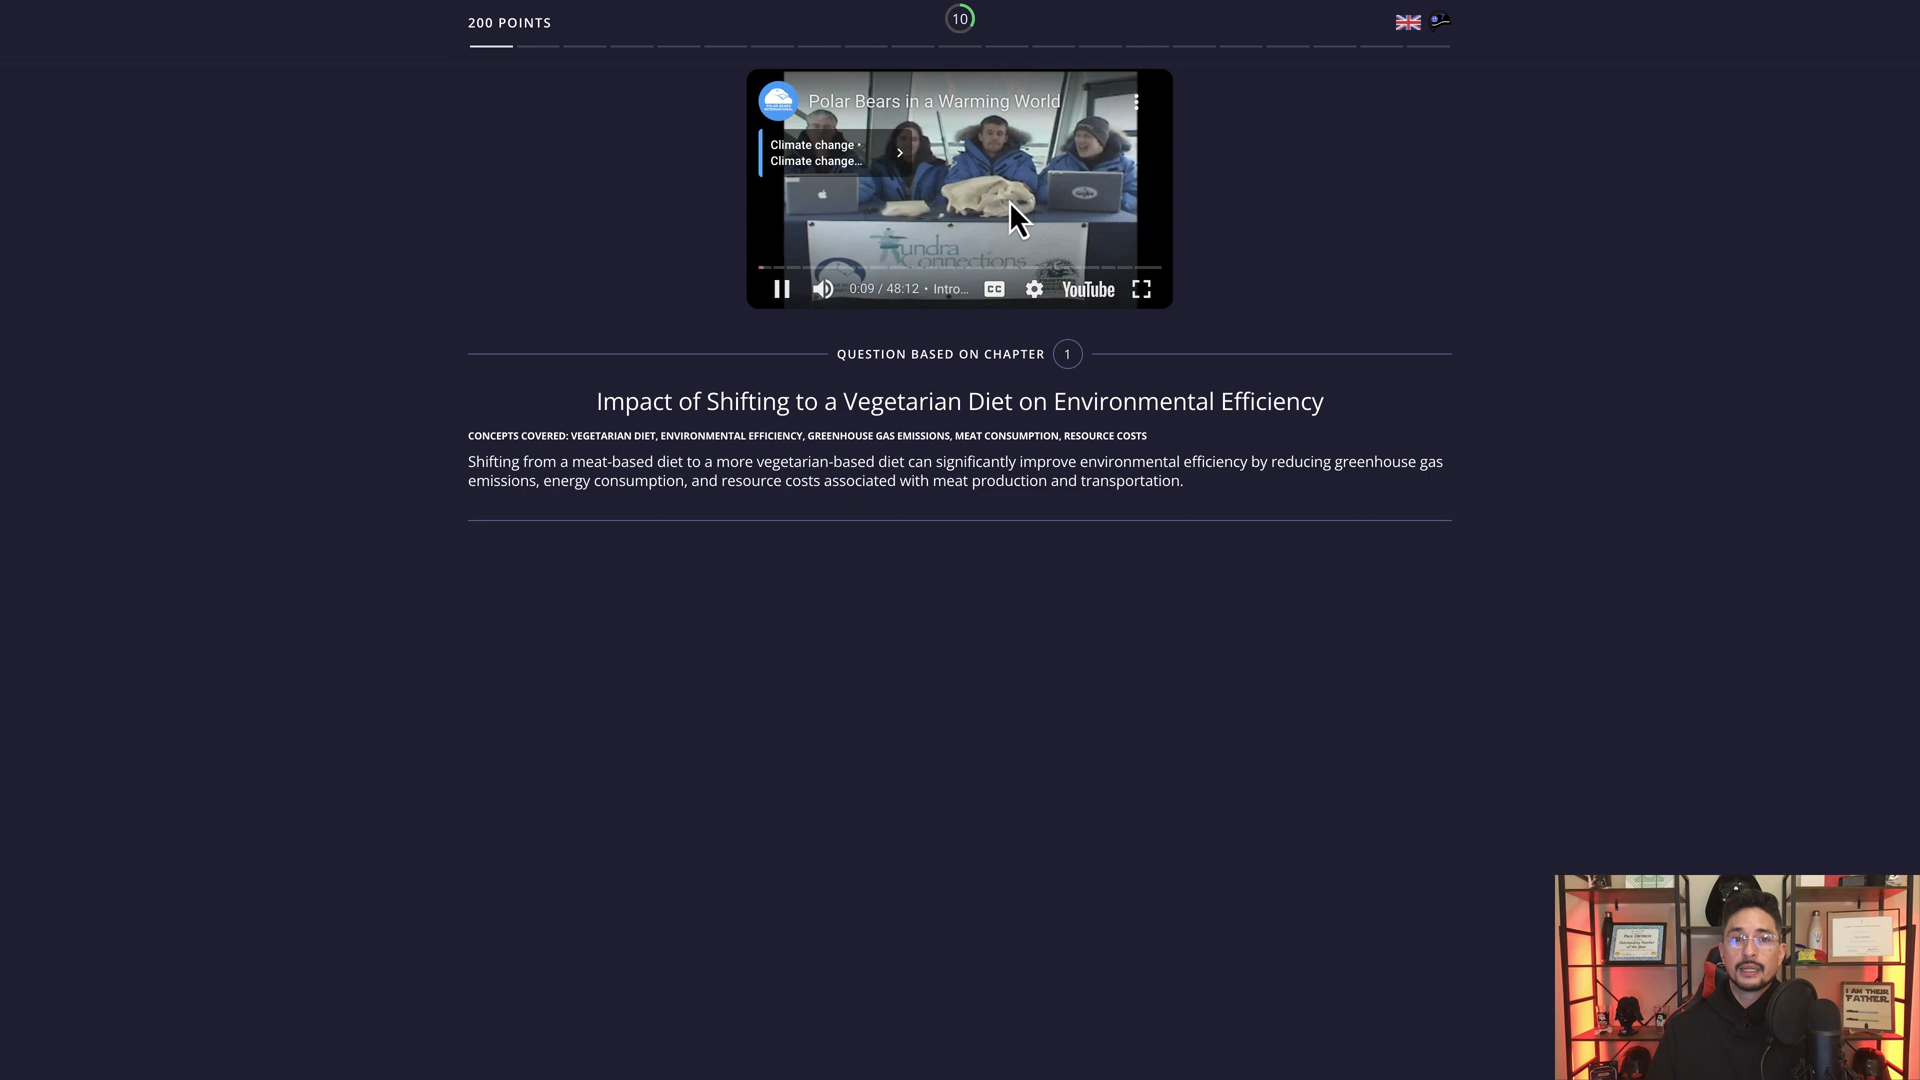 200 POINTS
10
Polar Bears in a Warming World
Climate change •
Climate change...
undra
Connections
0:09 / 48:12 • Intro...
CC
YouTube
QUESTION BASED ON CHAPTER 1
Impact of Shifting to a Vegetarian Diet on Environmental Efficiency
CONCEPTS COVERED: VEGETARIAN DIET, ENVIRONMENTAL EFFICIENCY, GREENHOUSE GAS EMISSIONS, MEAT CONSUMPTION, RESOURCE COSTS
Shifting from a meat-based diet to a more vegetarian-based diet can significantly improve environmental efficiency by reducing greenhouse gas
emissions, energy consumption, and resource costs associated with meat production and transportation.
I AM THEIR
FATHER.